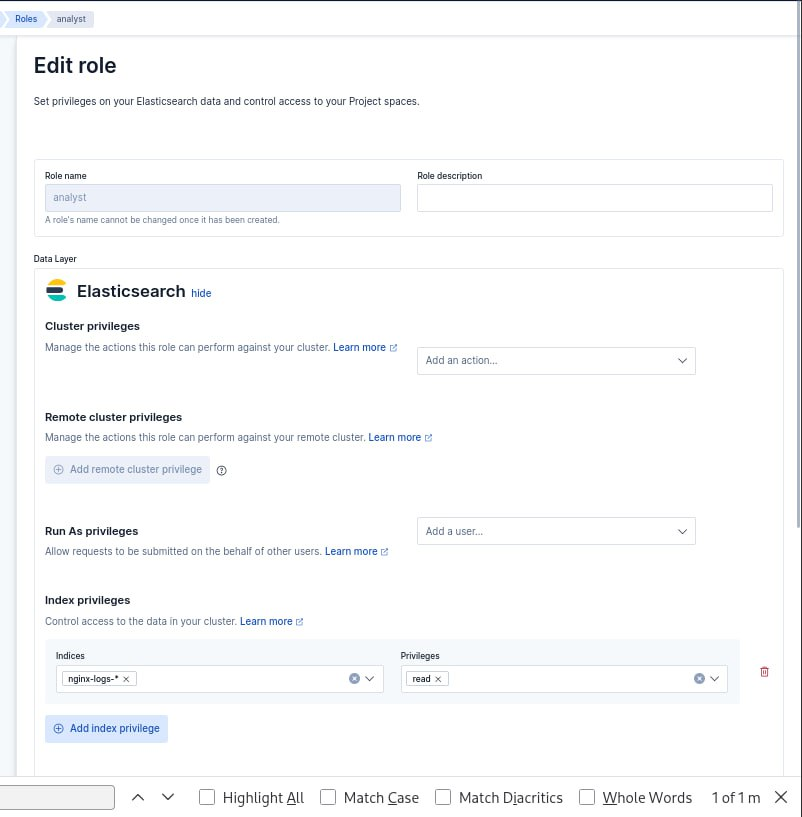 Roles
analyst
Edit role
Set privileges on your Elasticsearch data and control access to your Project spaces.
Role name
Role description
analyst
A role's name cannot be changed once it has been created.
Data Layer
Elasticsearch hide
Cluster privileges
Manage the actions this role can perform against your cluster. Learn more
Add an action...
Remote cluster privileges
Manage the actions this role can perform against your remote cluster. Learn more
Add remote cluster privilege
Run As privileges
Add a user...
Allow requests to be submitted on the behalf of other users. Learn more
Index privileges
Control access to the data in your cluster. Learn more
Indices
Privileges
nginx-logs-*
read
Add index privilege
Highlight All
Match Case
Match Diacritics
Whole Words
1 of 1 m